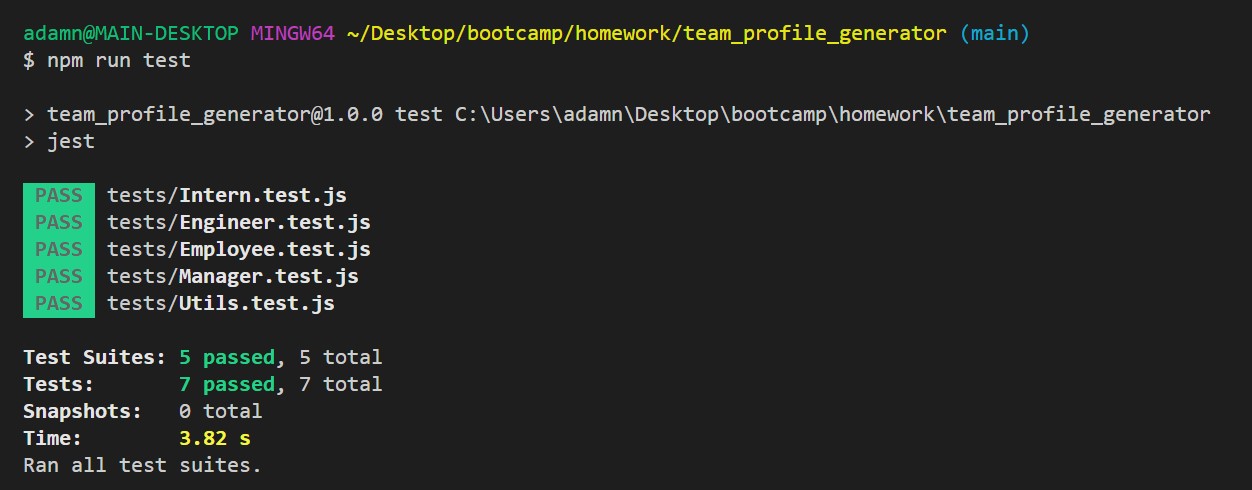 adamn@MAIN-DESKTOP MINGW64 ~/Desktop/bootcamp/homework/team_profile_generator (main)
$ npm run test
> team_profile_generator@1.0.0 test C:\Users\adamn\Desktop\bootcamp\homework\team_profile_generator
> jest
PASS tests/Intern.test.js
PASS tests/Engineer.test.js
PASS tests/Employee.test.js
PASS tests/Manager.test.js
PASS tests/Utils.test.js
Test Suites: 5 passed, 5 total
Tests: 7 passed, 7 total
Snapshots: 0 total
Time: 3.82 s
Ran all test suites.